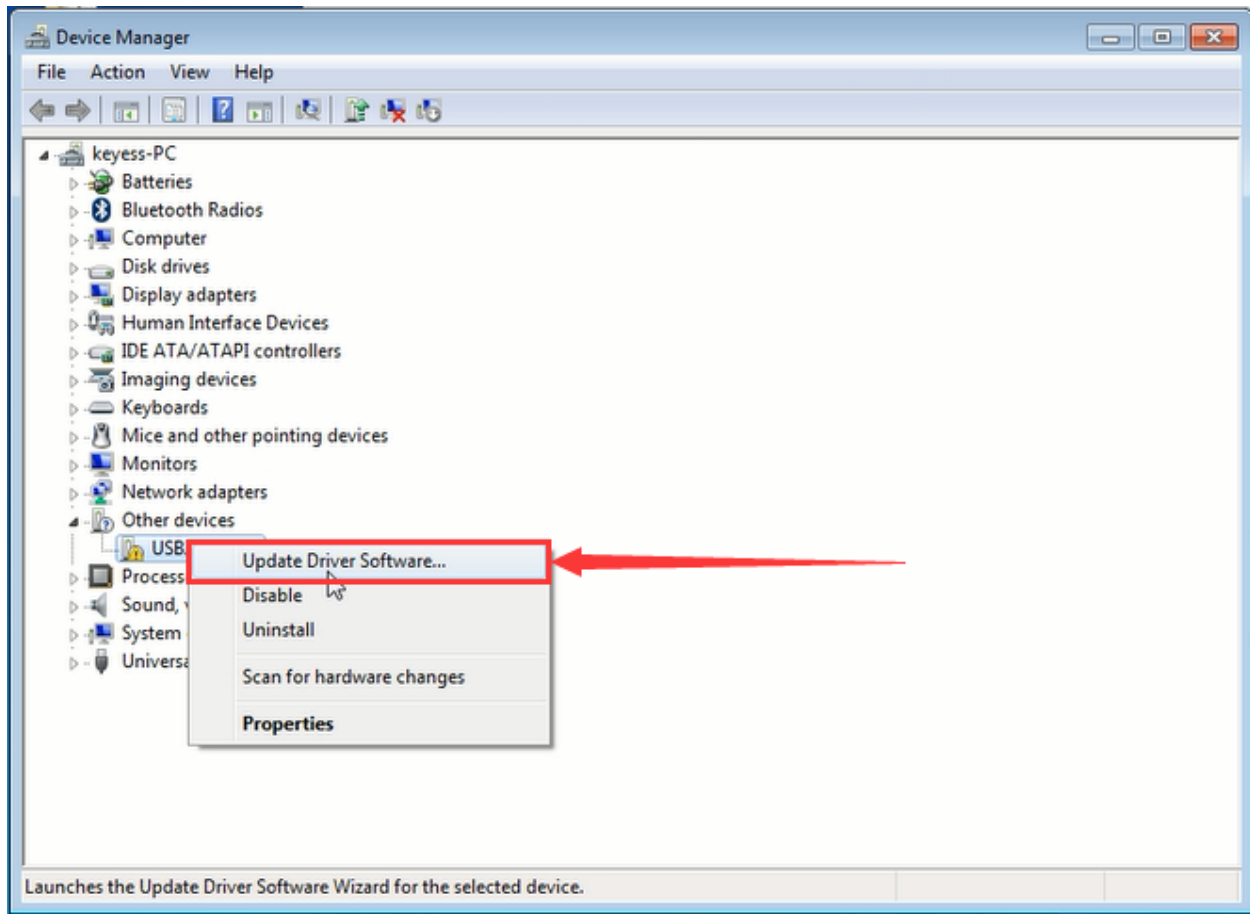 Device Manager
File Action View Help
keyess-PC
Batteries
Bluetooth Radios
Computer
Disk drives
Display adapters
Human Interface Devices
IDE ATA/ATAPI controllers
Imaging devices
Keyboards
Mice and other pointing devices
Monitors
Network adapters
Other devices
USB
Update Driver Software...
Process
Disable
Sound,
Uninstall
System
Universa
Scan for hardware changes
Properties
Launches the Update Driver Software Wizard for the selected device.